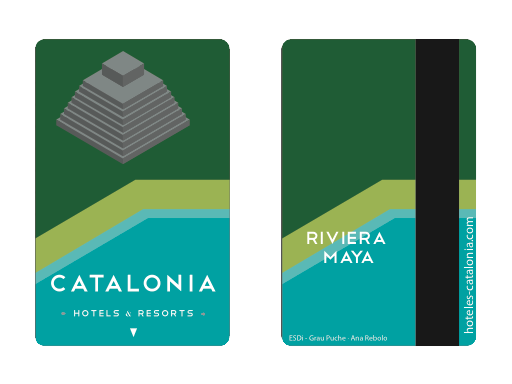 CATALONIA
HOTELS & RESORTS
RIVIERA
MAYA
hoteles-catalonia.com
ESDi - Grau Puche - Ana Rebolo